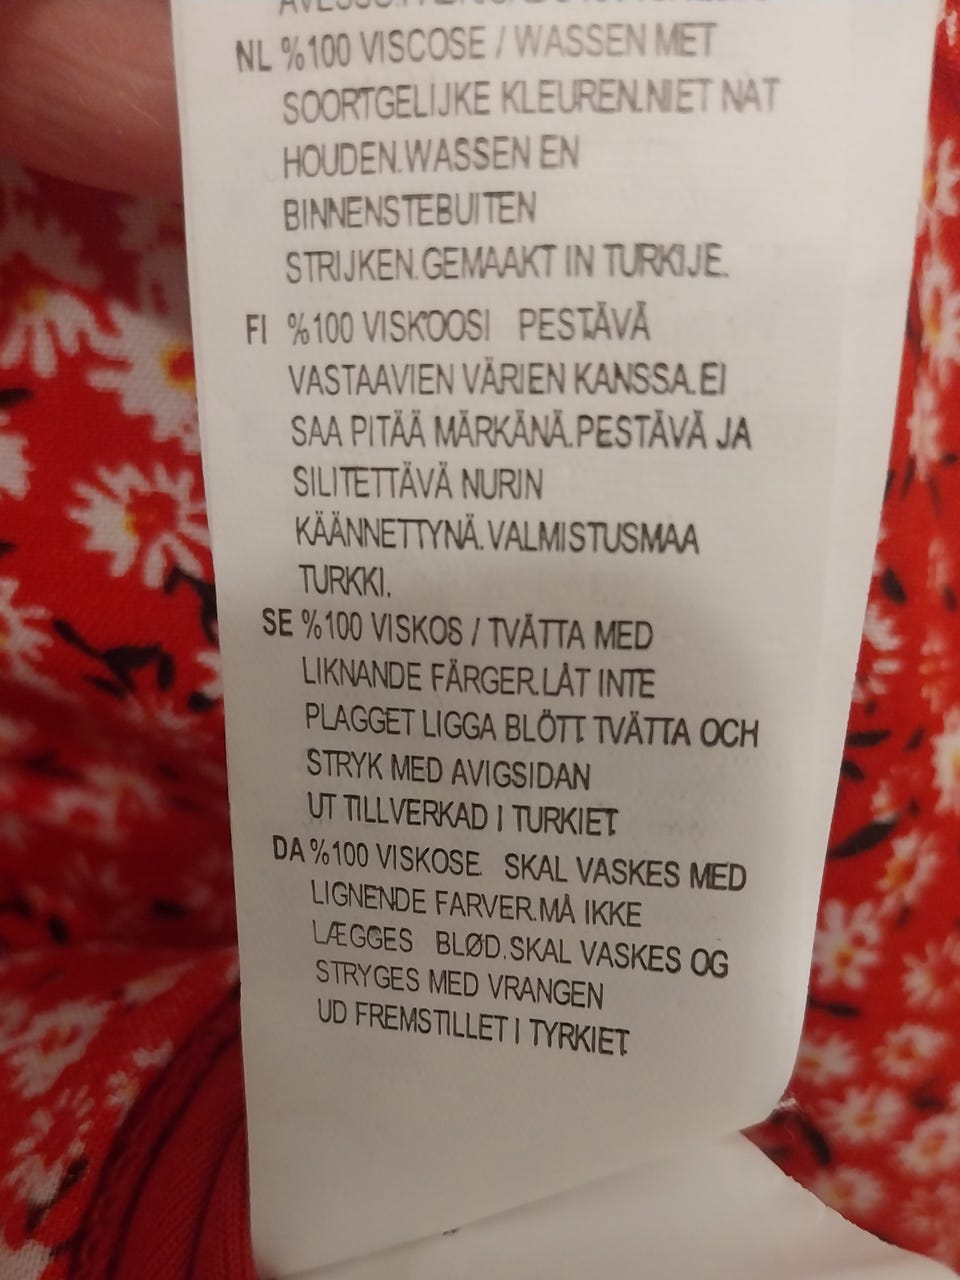 NL %100 VISCOSE / WASSEN MET
SOORTGELIJKE KLEUREN.NIET NAT
HOUDEN.WASSEN EN
BINNENSTEBUITEN
STRIJKEN.GEMAAKT IN TURKIJE.
FI %100 VISKOOSI PESTÄVÄ
VASTAAVIEN VÄRIEN KANSSA.EI
SAA PITÄÄ MÄRKÄNÄ.PESTÄVÄ JA
SILITETTÄVÄ NURIN
KÄÄNNETTYNÄ.VALMISTUSMAA
TURKKI.
SE %100 VISKOS / TVÄTTA MED
LIKNANDE FÄRGER.LÅT INTE
PLAGGET LIGGA BLÖTT. TVÄTTA OCH
STRYK MED AVIGSIDAN
UT TILLVERKAD I TURKIET.
DA %100 VISKOSE. SKAL VASKES MED
LIGNENDE FARVER.MÅ IKKE
LÆGGES BLØD.SKAL VASKES OG
STRYGES MED VRANGEN
UD FREMSTILLET I TYRKIET.